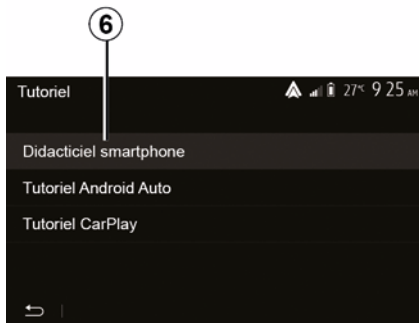 6
Tutoriel 27°C 9 25 AM
Didacticiel smartphone
Tutoriel Android Auto
Tutoriel CarPlay